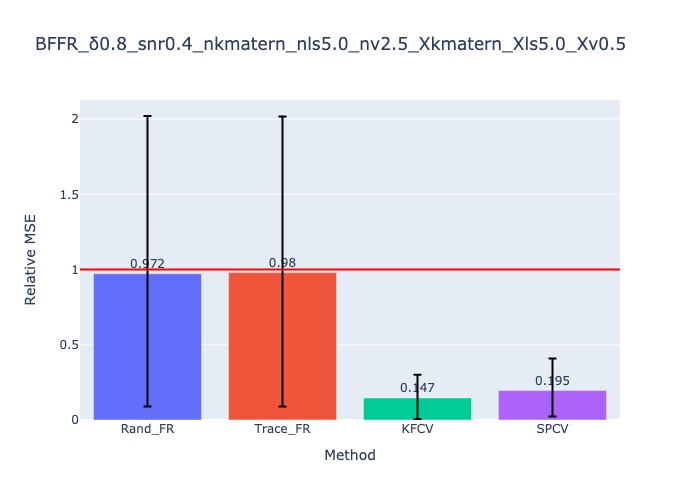 BFFR_δ0.8_snr0.4_nkmatern_nls5.0_nv2.5_Xkmatern_Xls5.0_Xv0.5
2
1.5
1
0.5
0
Relative MSE
0.972
0.98
0.147
0.195
Rand_FR
Trace_FR
KFCV
SPCV
Method